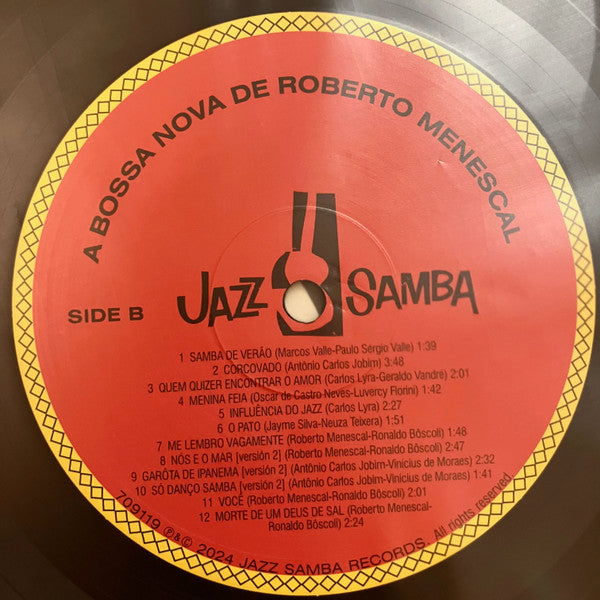 A BOSSA NOVA DE ROBERTO MENESCAL
JAZZ SAMBA
SIDE B
1 SAMBA DE VERÃO (Marcos Valle-Paulo Sérgio Valle) 1:39
2 CORCOVADO (Antônio Carlos Jobim) 3:48
3 QUEM QUIZER ENCONTRAR O AMOR (Carlos Lyra-Geraldo Vandré) 2:01
4 MENINA FEIA (Oscar de Castro Neves-Luvercy Fiorini) 1:42
5 INFLUÊNCIA DO JAZZ (Carlos Lyra) 2:27
6 O PATO (Jayme Silva-Neuza Teixera) 1:51
7 ME LEMBRO VAGAMENTE (Roberto Menescal-Ronaldo Bôscoli) 1:48
8 NÓS E O MAR [versión 2] (Roberto Menescal-Ronaldo Bôscoli) 2:47
9 GARÔTA DE IPANEMA [versión 2] (Antônio Carlos Jobim-Vinicius de Moraes) 2:32
10 SÓ DANÇO SAMBA [versión 2] (Antônio Carlos Jobim-Vinicius de Moraes) 1:41
11 VOCÊ (Roberto Menescal-Ronaldo Bôscoli) 2:01
12 MORTE DE UM DEUS DE SAL (Roberto Menescal-
Ronaldo Bôscoli) 2:24
709119 ℗&© 2024 JAZZ SAMBA RECORDS. All rights reserved